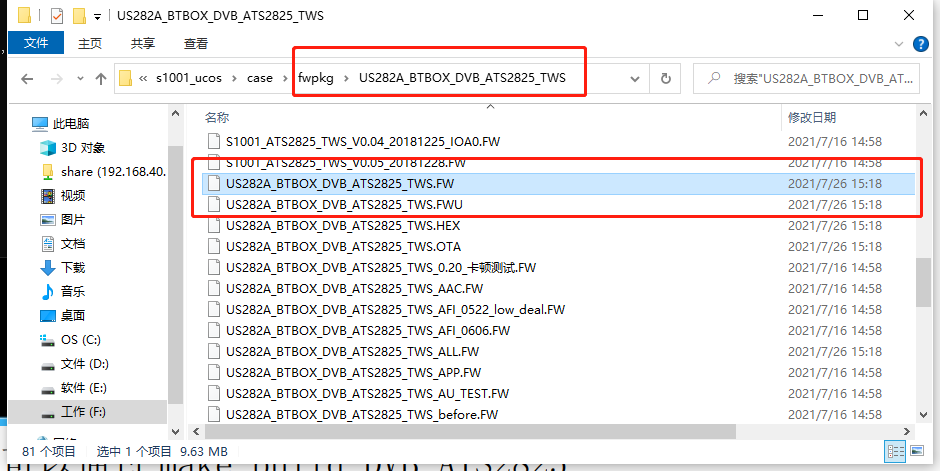 US282A_BTBOX_DVB_ATS2825_TWS
文件 主页 共享 查看
« s1001_ucos › case › fwpkg › US282A_BTBOX_DVB_ATS2825_TWS
搜索"US282A_BTBOX_DVB_AT...
名称 修改日期
此电脑
3D 对象
share (192.168.40.
视频
图片
文档
下载
音乐
桌面
OS (C:)
文件 (D:)
软件 (E:)
工作 (F:)
S1001_ATS2825_TWS_V0.04_20181225_IOA0.FW 2021/7/16 14:58
S1001_ATS2825_TWS_V0.05_20181228.FW 2021/7/16 14:58
US282A_BTBOX_DVB_ATS2825_TWS.FW 2021/7/26 15:18
US282A_BTBOX_DVB_ATS2825_TWS.FWU 2021/7/26 15:18
US282A_BTBOX_DVB_ATS2825_TWS.HEX 2021/7/26 15:18
US282A_BTBOX_DVB_ATS2825_TWS.OTA 2021/7/26 15:18
US282A_BTBOX_DVB_ATS2825_TWS_0.20_卡顿测试.FW 2021/7/16 14:58
US282A_BTBOX_DVB_ATS2825_TWS_AAC.FW 2021/7/16 14:58
US282A_BTBOX_DVB_ATS2825_TWS_AFI_0522_low_deal.FW 2021/7/16 14:58
US282A_BTBOX_DVB_ATS2825_TWS_AFI_0606.FW 2021/7/16 14:58
US282A_BTBOX_DVB_ATS2825_TWS_ALL.FW 2021/7/26 15:18
US282A_BTBOX_DVB_ATS2825_TWS_APP.FW 2021/7/16 14:58
US282A_BTBOX_DVB_ATS2825_TWS_AU_TEST.FW 2021/7/16 14:58
US282A_BTBOX_DVB_ATS2825_TWS_before.FW 2021/7/16 14:58
81 个项目 选中 1 个项目 9.63 MB